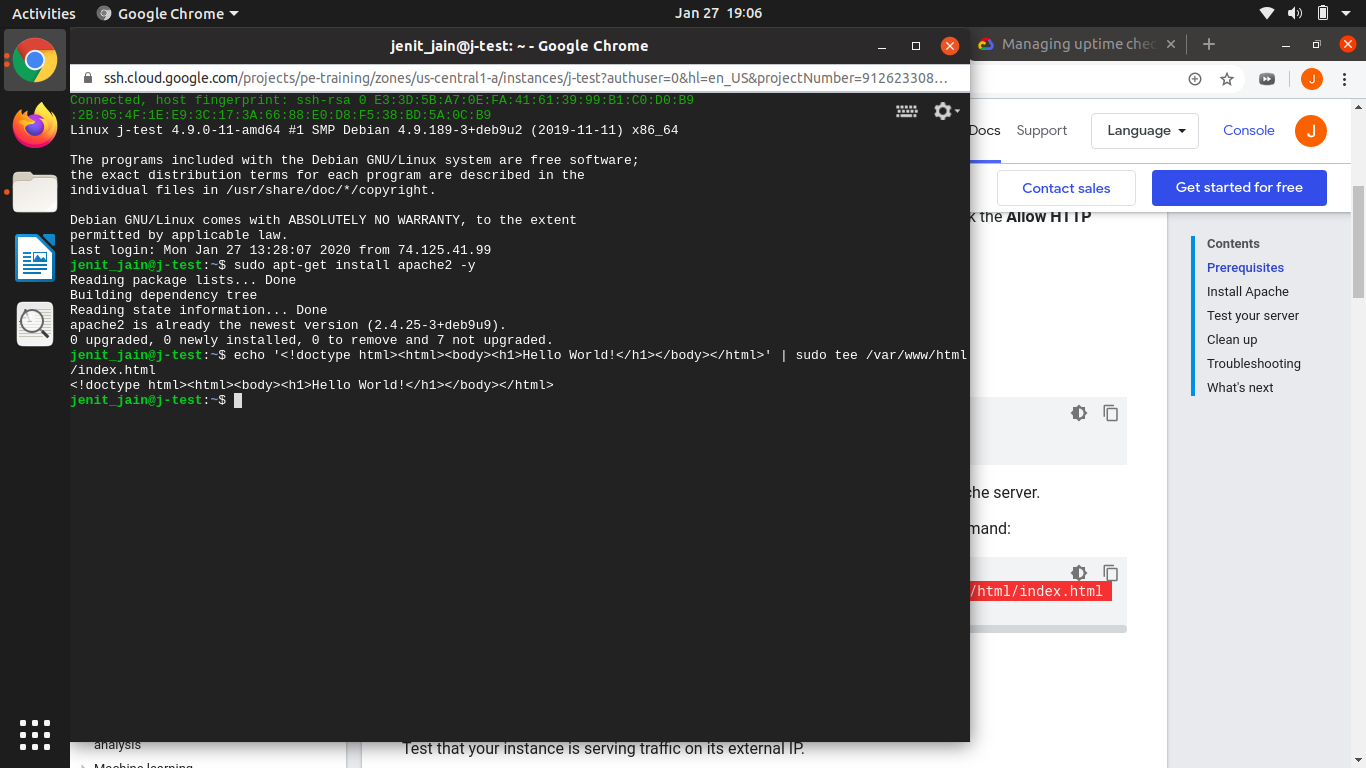 Activities
Google Chrome
Jan 27 19:06
jenit_jain@j-test: ~ - Google Chrome
ssh.cloud.google.com/projects/pe-training/zones/us-central1-a/instances/j-test?authuser=0&hl=en_US&projectNumber=912623308…
Connected, host fingerprint: ssh-rsa 0 E3:3D:5B:A7:0E:FA:41:61:39:99:B1:C0:D0:B9
:2B:05:4F:1E:E9:3C:17:3A:66:88:E0:D8:F5:38:BD:5A:0C:B9
Linux j-test 4.9.0-11-amd64 #1 SMP Debian 4.9.189-3+deb9u2 (2019-11-11) x86_64
The programs included with the Debian GNU/Linux system are free software;
the exact distribution terms for each program are described in the
individual files in /usr/share/doc/*/copyright.
Debian GNU/Linux comes with ABSOLUTELY NO WARRANTY, to the extent
permitted by applicable law.
Last login: Mon Jan 27 13:28:07 2020 from 74.125.41.99
jenit_jain@j-test:~$ sudo apt-get install apache2 -y
Reading package lists... Done
Building dependency tree
Reading state information... Done
apache2 is already the newest version (2.4.25-3+deb9u9).
0 upgraded, 0 newly installed, 0 to remove and 7 not upgraded.
jenit_jain@j-test:~$ echo '<!doctype html><html><body><h1>Hello World!</h1></body></html>' | sudo tee /var/www/html
/index.html
<!doctype html><html><body><h1>Hello World!</h1></body></html>
jenit_jain@j-test:~$
Managing uptime chec
J
Docs
Support
Language
Console
J
Contact sales
Get started for free
k the Allow HTTP
Contents
Prerequisites
Install Apache
Test your server
Clean up
Troubleshooting
What's next
che server.
mand:
/html/index.html
analysis
Test that your instance is serving traffic on its external IP.
Machine learning